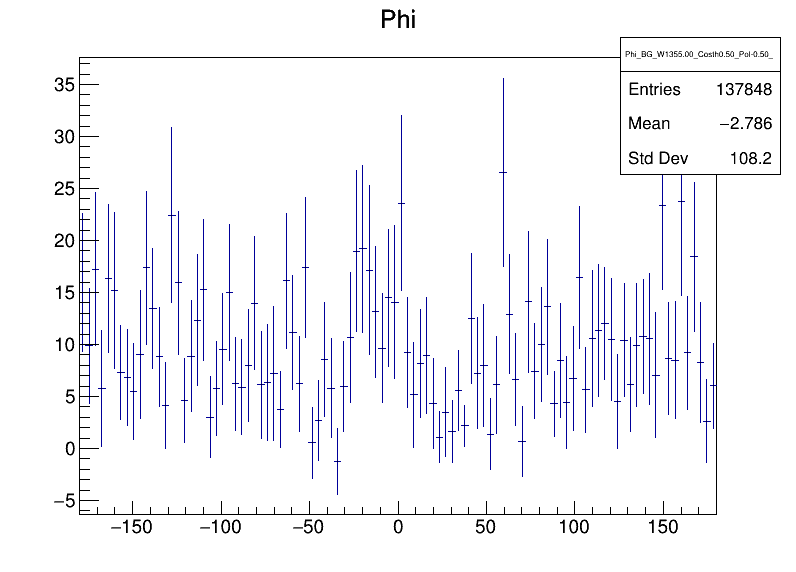 Phi
Phi_BG_W1355.00_Costh0.50_Pol-0.50_
Entries 137848
Mean −2.786
Std Dev 108.2
35
30
25
20
15
10
5
0
−5
−150 −100 −50 0 50 100 150